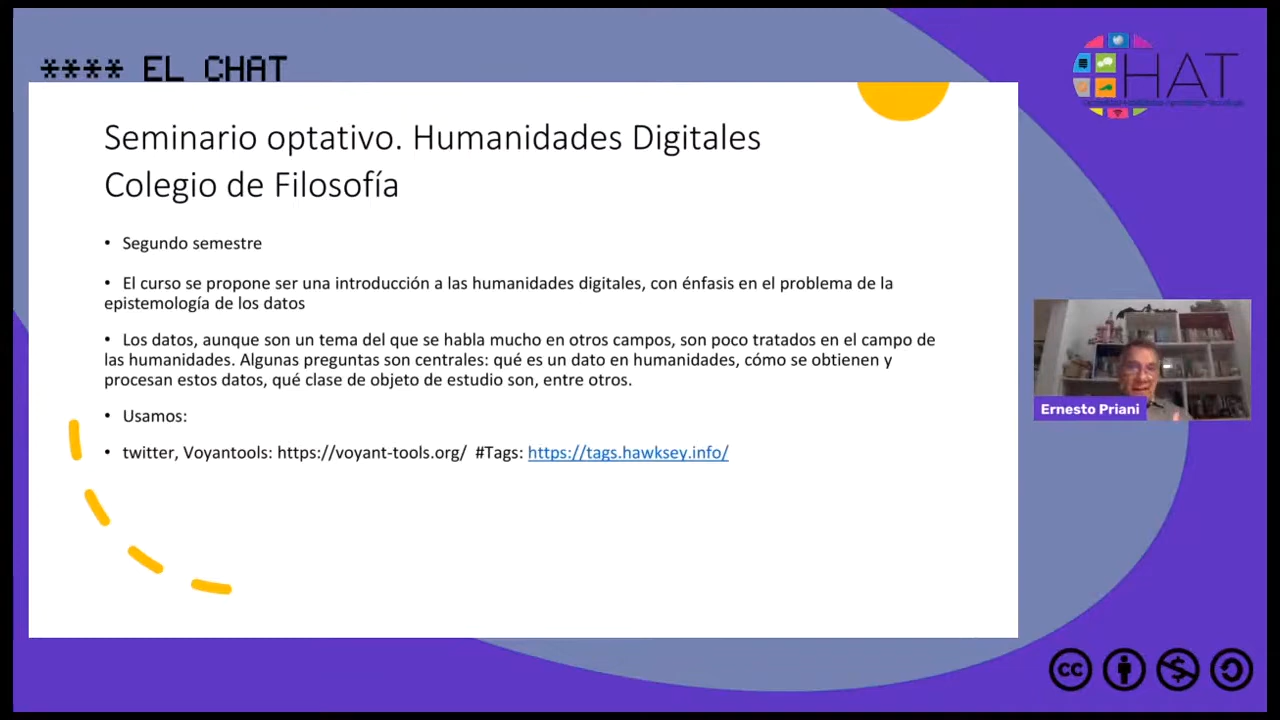 **** EL CHAT
HAT
Seminario optativo. Humanidades Digitales
Colegio de Filosofía
• Segundo semestre
• El curso se propone ser una introducción a las humanidades digitales, con énfasis en el problema de la
epistemología de los datos
• Los datos, aunque son un tema del que se habla mucho en otros campos, son poco tratados en el campo de
las humanidades. Algunas preguntas son centrales: qué es un dato en humanidades, cómo se obtienen y
procesan estos datos, qué clase de objeto de estudio son, entre otros.
• Usamos:
• twitter, Voyantools: https://voyant-tools.org/ #Tags: https://tags.hawksey.info/
Ernesto Priani
cc